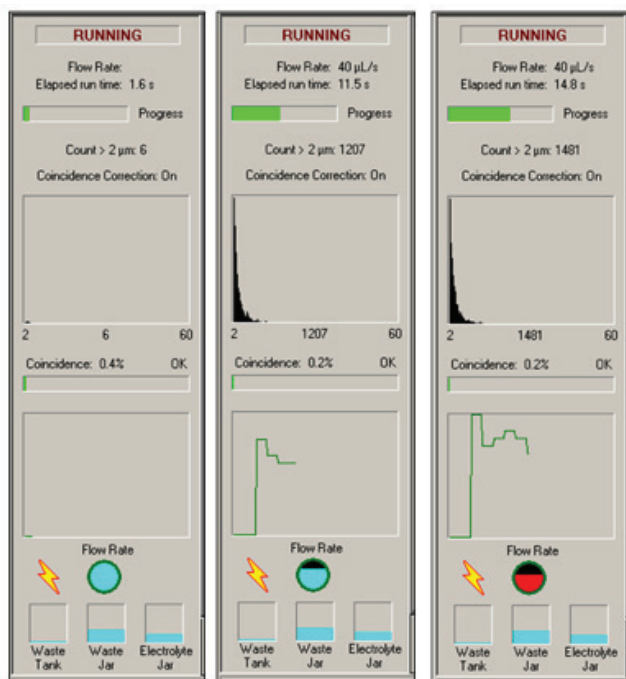 RUNNING
Flow Rate:
Elapsed run time: 1.6 s
Progress
Count > 2 µm: 6
Coincidence Correction: On
2 6 60
Coincidence: 0.4% OK
Flow Rate
Waste Tank
Waste Jar
Electrolyte Jar
RUNNING
Flow Rate: 40 µL/s
Elapsed run time: 11.5 s
Progress
Count > 2 µm: 1207
Coincidence Correction: On
2 1207 60
Coincidence: 0.2% OK
Flow Rate
Waste Tank
Waste Jar
Electrolyte Jar
RUNNING
Flow Rate: 40 µL/s
Elapsed run time: 14.8 s
Progress
Count > 2 µm: 1481
Coincidence Correction: On
2 1481 60
Coincidence: 0.2% OK
Flow Rate
Waste Tank
Waste Jar
Electrolyte Jar